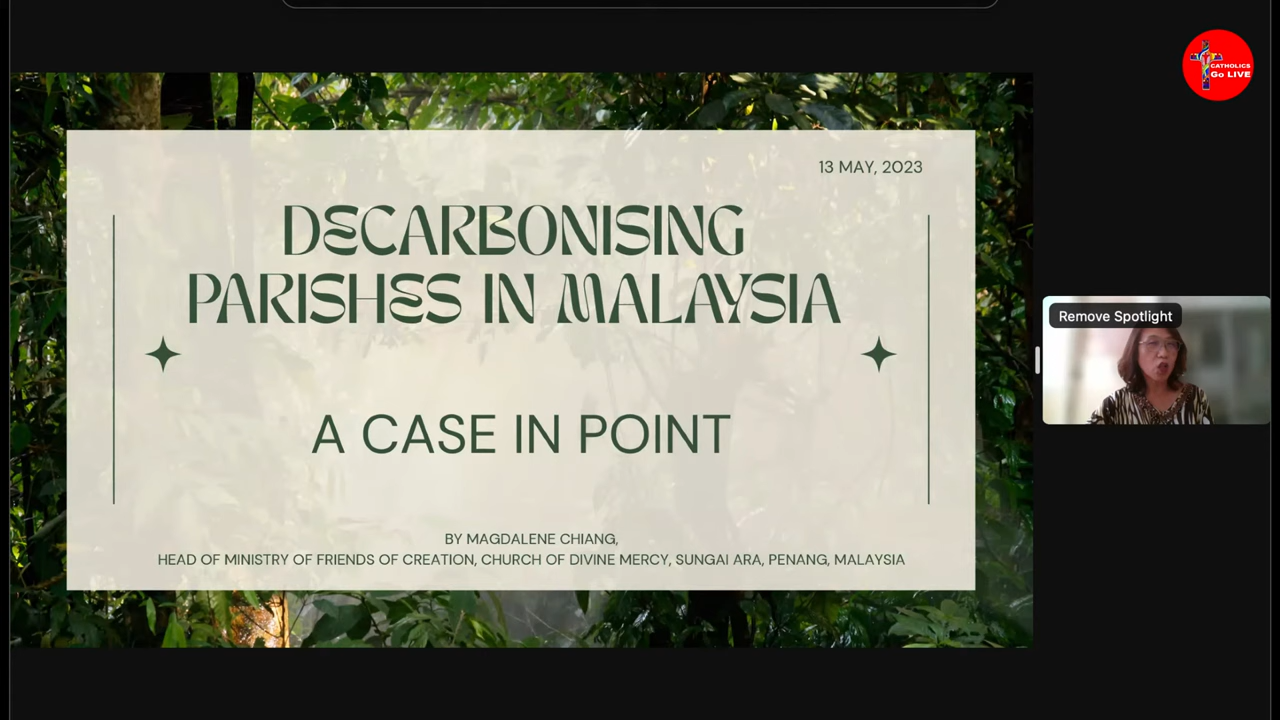 CATHOLICS
Go LIVE
13 MAY, 2023
DECARBONISING
PARISHES IN MALAYSIA
A CASE IN POINT
BY MAGDALENE CHIANG,
HEAD OF MINISTRY OF FRIENDS OF CREATION, CHURCH OF DIVINE MERCY, SUNGAI ARA, PENANG, MALAYSIA
Remove Spotlight